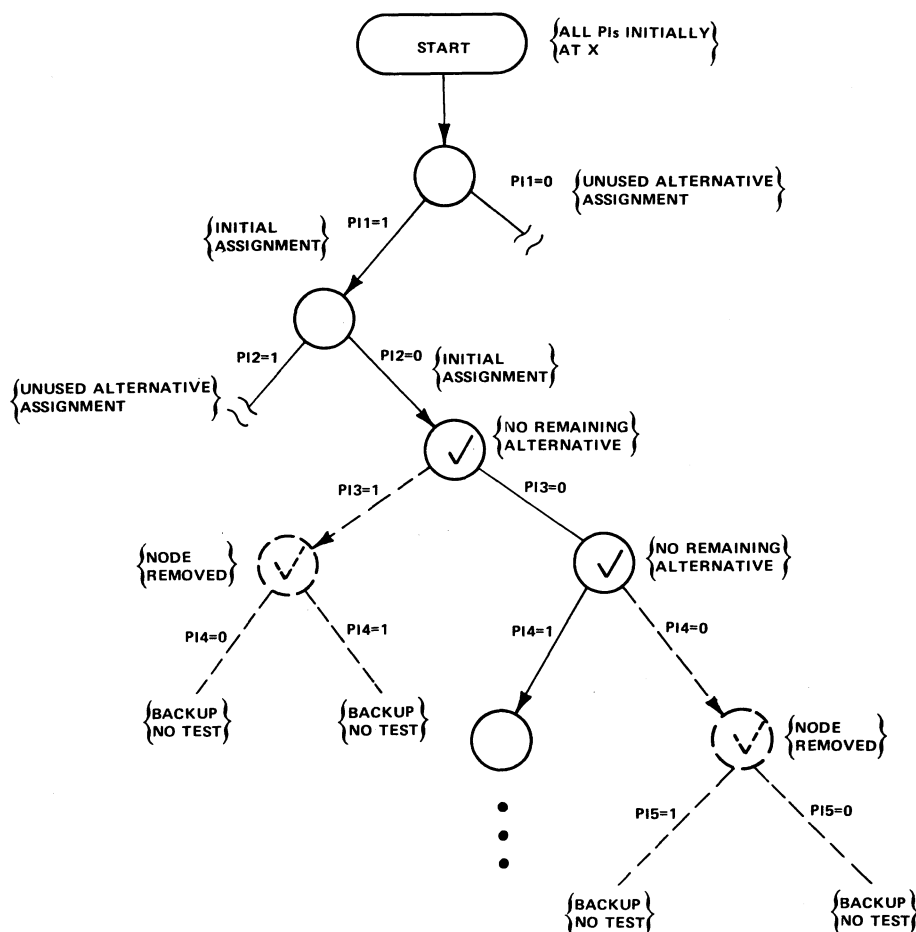 START
{ALL PIs INITIALLY
AT X}
PI1=0
{UNUSED ALTERNATIVE
ASSIGNMENT}
{INITIAL
ASSIGNMENT}
PI1=1
PI2=1
PI2=0
{INITIAL
ASSIGNMENT}
{UNUSED ALTERNATIVE
ASSIGNMENT}
{NO REMAINING
ALTERNATIVE}
PI3=1
PI3=0
{NODE
REMOVED}
{NO REMAINING
ALTERNATIVE}
PI4=0
PI4=1
PI4=1
PI4=0
{BACKUP
NO TEST}
{BACKUP
NO TEST}
{NODE
REMOVED}
PI5=1
PI5=0
{BACKUP
NO TEST}
{BACKUP
NO TEST}